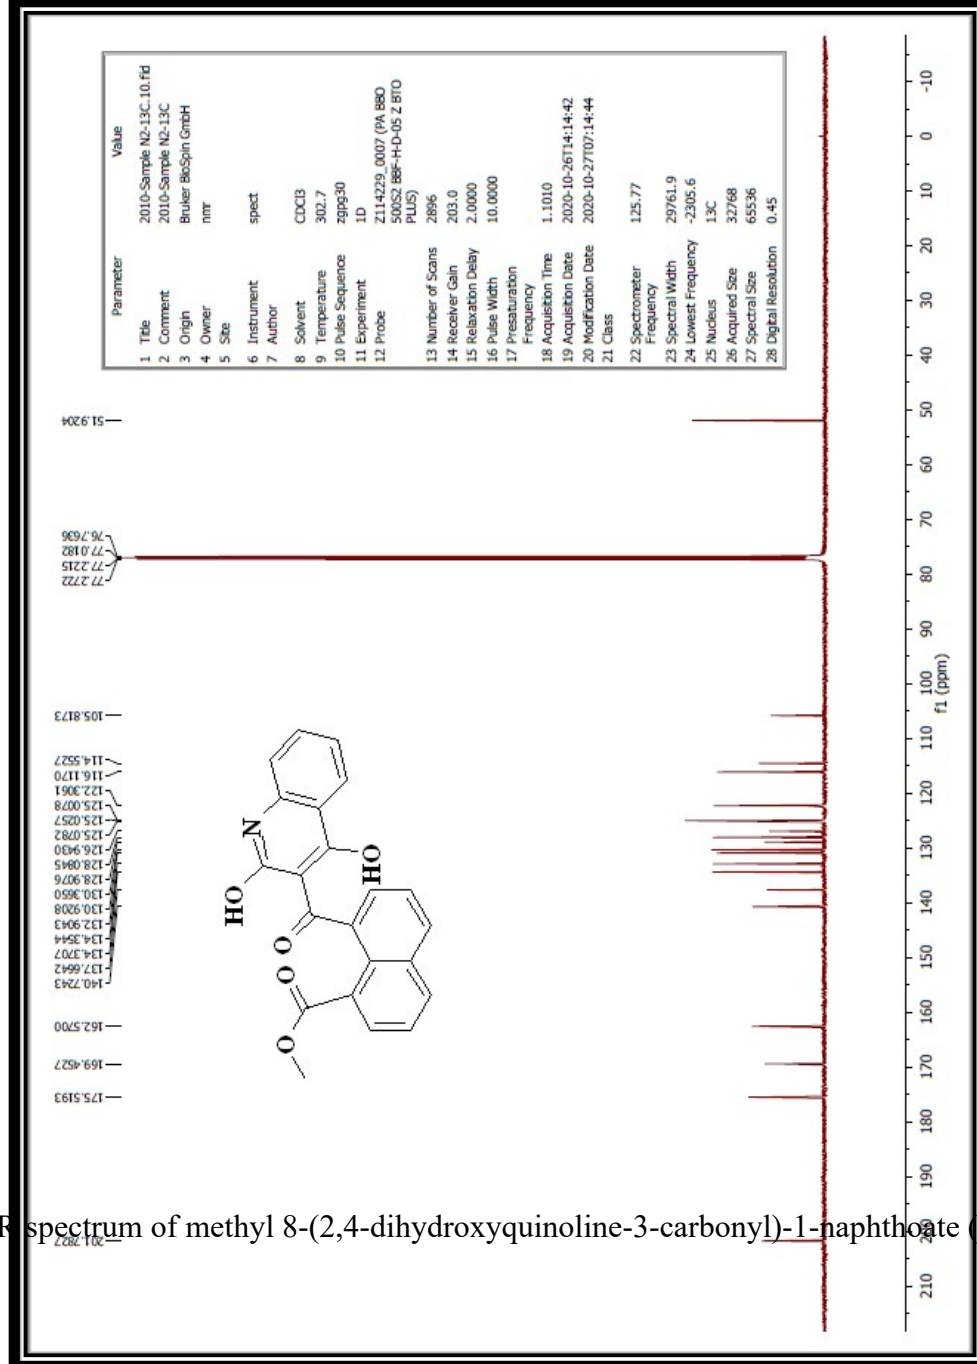 Parameter Value
1 Title 2010-Sample N2-13C.10.fid
2 Comment 2010-Sample N2-13C
3 Origin Bruker BioSpin GmbH
4 Owner nmr
5 Site
6 Instrument spect
7 Author
8 Solvent CDCl3
9 Temperature 302.7
10 Pulse Sequence zgpg30
11 Experiment 1D
12 Probe Z114229_0007 (PA BBO
500S2 BBF-H-D-05 Z BTO
PLUS)
13 Number of Scans 2896
14 Receiver Gain 203.0
15 Relaxation Delay 2.0000
16 Pulse Width 10.0000
17 Presaturation
Frequency
18 Acquisition Time 1.1010
19 Acquisition Date 2020-10-26T14:14:42
20 Modification Date 2020-10-27T07:14:44
21 Class
22 Spectrometer 125.77
Frequency
23 Spectral Width 29761.9
24 Lowest Frequency -2305.6
25 Nucleus 13C
26 Acquired Size 32768
27 Spectral Size 65536
28 Digital Resolution 0.45
201.7827
175.5193
169.4527
162.5700
140.7243
137.6642
134.3707
134.3544
132.9043
130.9208
130.3650
128.9076
128.0845
126.9430
125.0782
125.0257
125.0078
122.3061
116.1170
114.5527
105.8173
77.2722
77.2215
77.0182
76.7636
51.9204
O
O
O
HO
N
HO
210 200 190 180 170 160 150 140 130 120 110 100 90 80 70 60 50 40 30 20 10 0 -10
f1 (ppm)
R spectrum of methyl 8-(2,4-dihydroxyquinoline-3-carbonyl)-1-naphthoate (